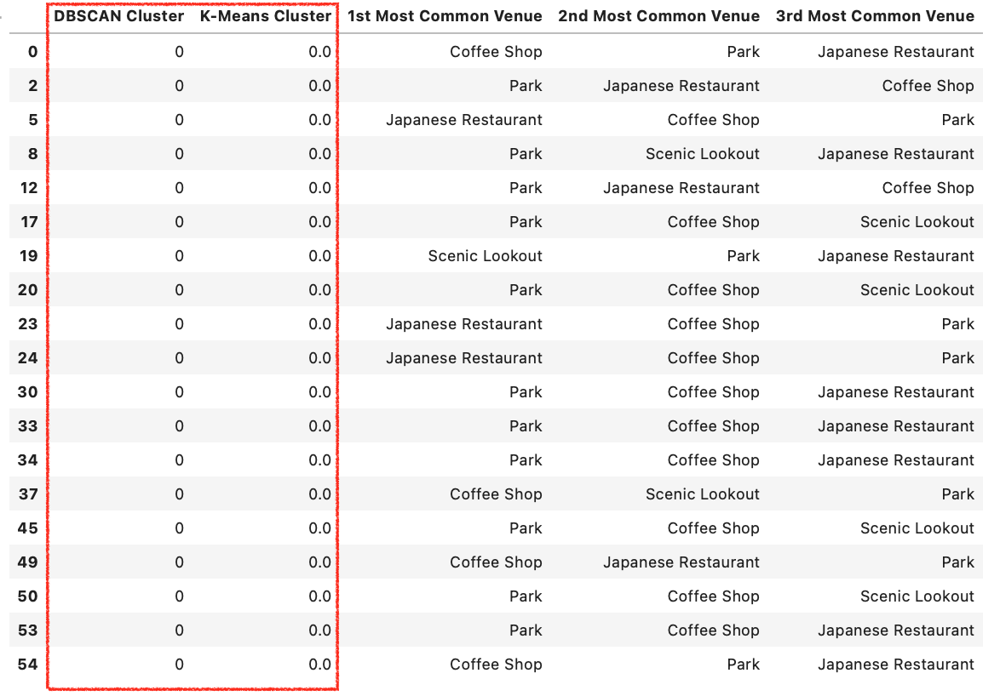 DBSCAN Cluster K-Means Cluster 1st Most Common Venue 2nd Most Common Venue 3rd Most Common Venue
0 0 0.0 Coffee Shop Park Japanese Restaurant
2 0 0.0 Park Japanese Restaurant Coffee Shop
5 0 0.0 Japanese Restaurant Coffee Shop Park
8 0 0.0 Park Scenic Lookout Japanese Restaurant
12 0 0.0 Park Japanese Restaurant Coffee Shop
17 0 0.0 Park Coffee Shop Scenic Lookout
19 0 0.0 Scenic Lookout Park Japanese Restaurant
20 0 0.0 Park Coffee Shop Scenic Lookout
23 0 0.0 Japanese Restaurant Coffee Shop Park
24 0 0.0 Japanese Restaurant Coffee Shop Park
30 0 0.0 Park Coffee Shop Japanese Restaurant
33 0 0.0 Park Coffee Shop Japanese Restaurant
34 0 0.0 Park Coffee Shop Japanese Restaurant
37 0 0.0 Coffee Shop Scenic Lookout Park
45 0 0.0 Park Coffee Shop Scenic Lookout
49 0 0.0 Coffee Shop Japanese Restaurant Park
50 0 0.0 Park Coffee Shop Scenic Lookout
53 0 0.0 Park Coffee Shop Japanese Restaurant
54 0 0.0 Coffee Shop Park Japanese Restaurant